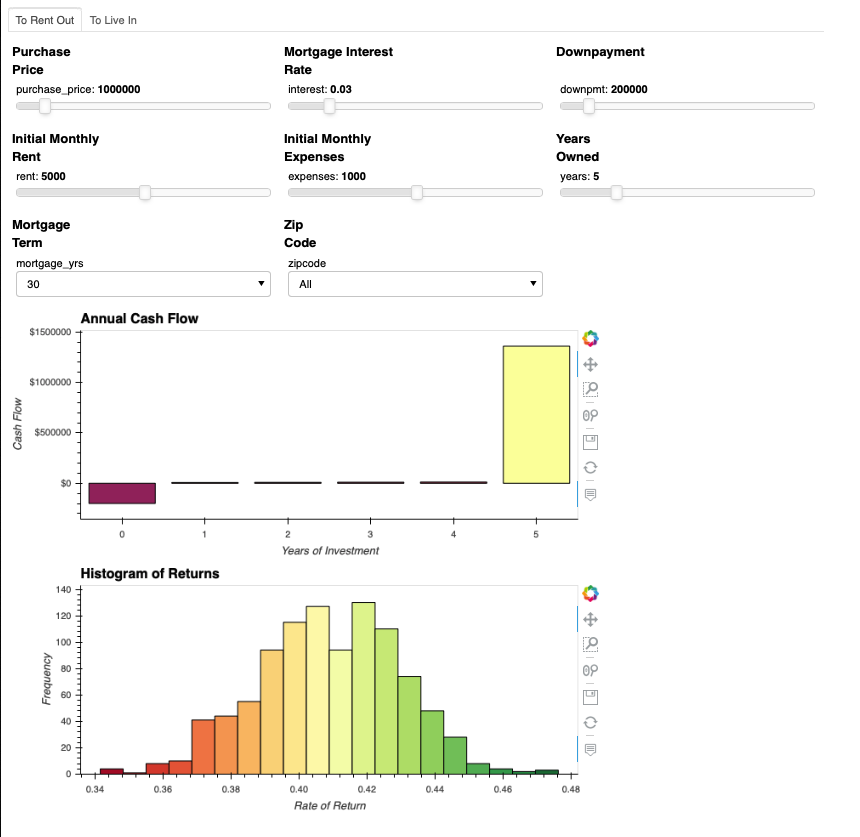 To Rent Out To Live In
Purchase
Price
Mortgage Interest
Rate
Downpayment
purchase_price: 1000000
interest: 0.03
downpmt: 200000
Initial Monthly
Rent
Initial Monthly
Expenses
Years
Owned
rent: 5000
expenses: 1000
years: 5
Mortgage
Term
Zip
Code
mortgage_yrs
zipcode
30
All
Annual Cash Flow
$1500000
$1000000
$500000
$0
Cash Flow
0 1 2 3 4 5
Years of Investment
Histogram of Returns
140
120
100
80
60
40
20
0
Frequency
0.34 0.36 0.38 0.40 0.42 0.44 0.46 0.48
Rate of Return